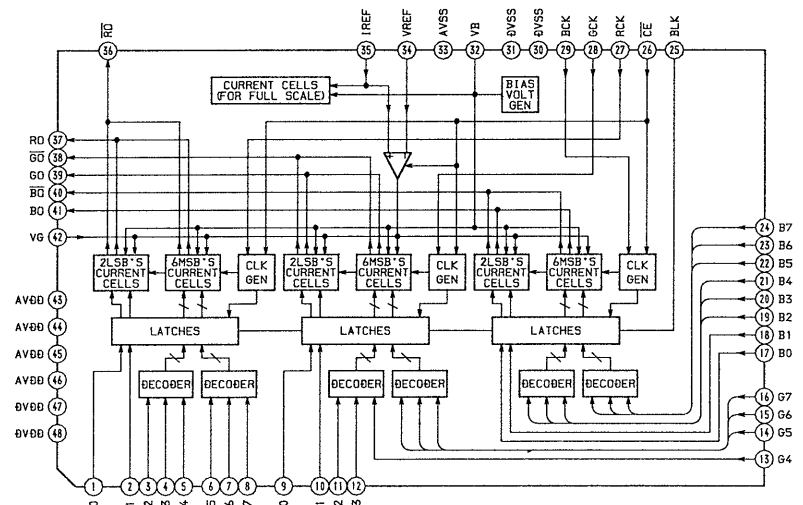 RO IREF VREF AVSS VB DVSS DVSS BCK GCK RCK CE BLK
36 35 34 33 32 31 30 29 28 27 26 25
CURRENT CELLS
(FOR FULL SCALE)
BIAS
VOLT
GEN
RO 37
GO 38
GO 39
BO 40
BO 41
VG 42
24 B7
23 B6
22 B5
21 B4
20 B3
19 B2
18 B1
17 B0
2LSB'S
CURRENT
CELLS
6MSB'S
CURRENT
CELLS
CLK
GEN
2LSB'S
CURRENT
CELLS
6MSB'S
CURRENT
CELLS
CLK
GEN
2LSB'S
CURRENT
CELLS
6MSB'S
CURRENT
CELLS
CLK
GEN
AVDD 43
AVDD 44
AVDD 45
AVDD 46
DVDD 47
DVDD 48
LATCHES
LATCHES
LATCHES
DECODER
DECODER
DECODER
DECODER
DECODER
DECODER
16 G7
15 G6
14 G5
13 G4
1 2 3 4 5 6 7 8 9 10 11 12